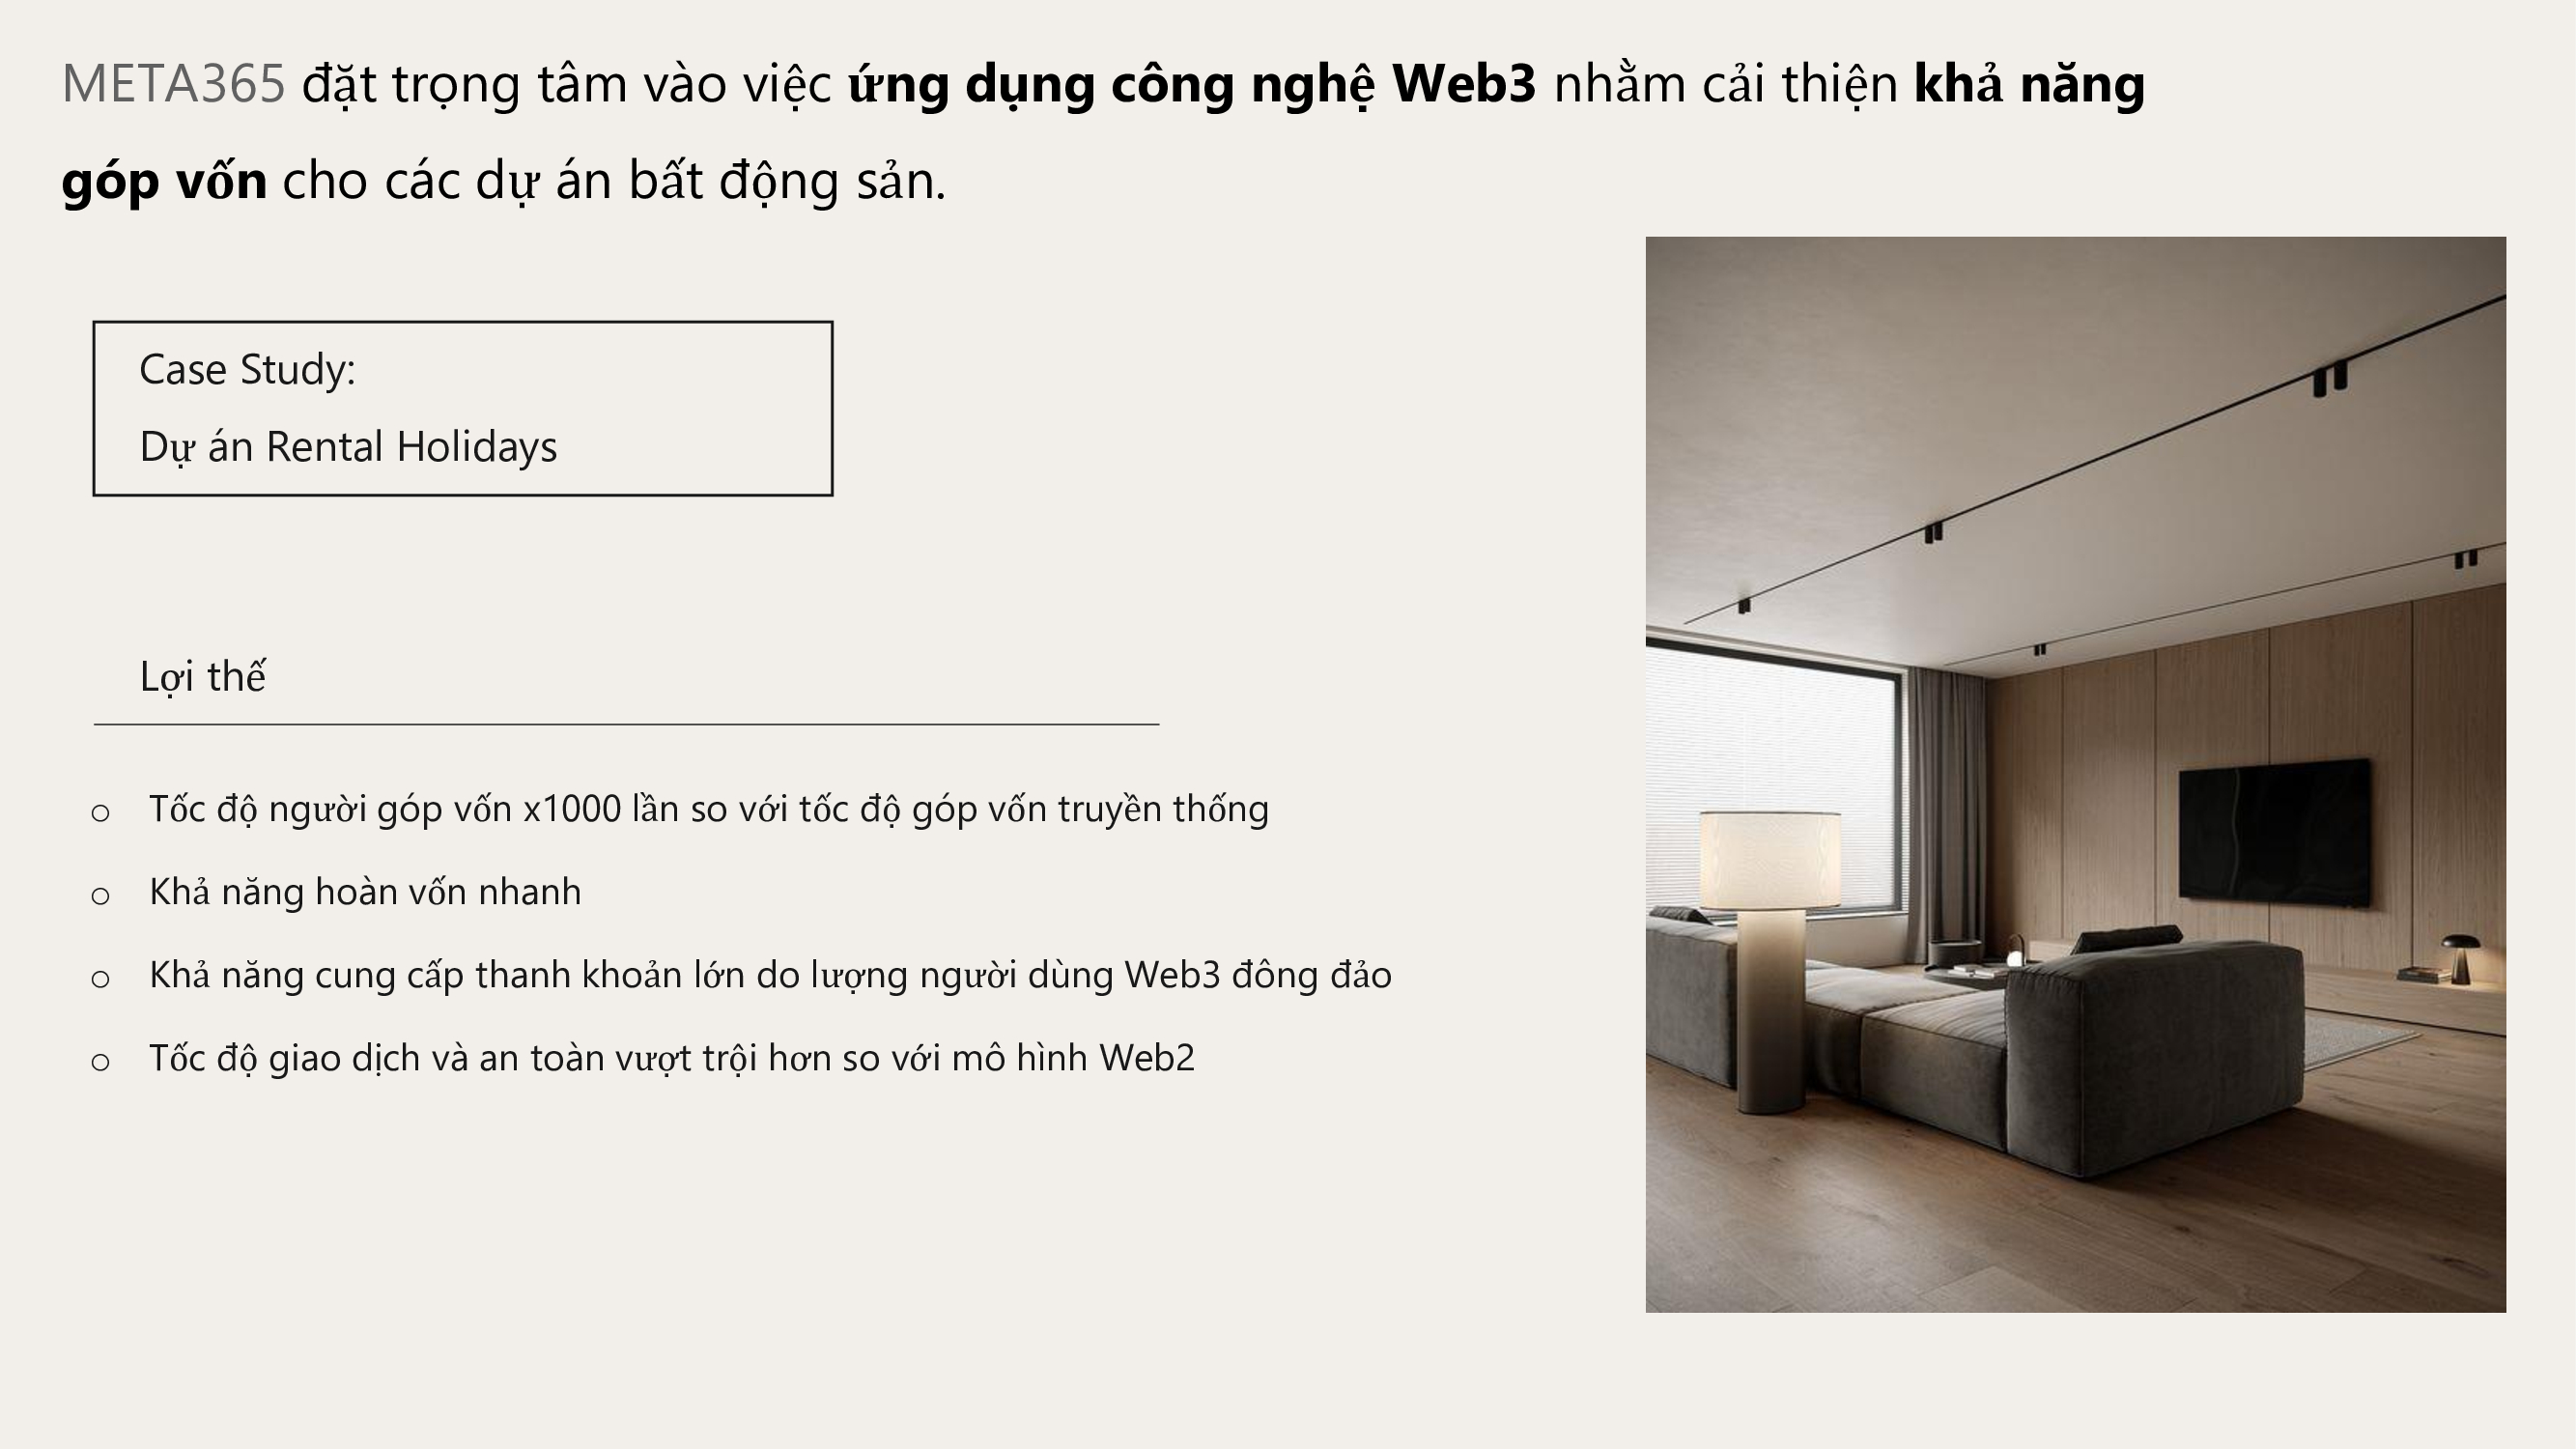 META365 đặt trọng tâm vào việc ứng dụng công nghệ Web3 nhằm cải thiện khả năng
góp vốn cho các dự án bất động sản.
Case Study:
Dự án Rental Holidays
Lợi thế
o Tốc độ người góp vốn x1000 lần so với tốc độ góp vốn truyền thống
o Khả năng hoàn vốn nhanh
o Khả năng cung cấp thanh khoản lớn do lượng người dùng Web3 đông đảo
o Tốc độ giao dịch và an toàn vượt trội hơn so với mô hình Web2